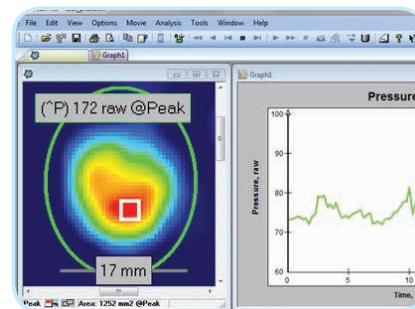 File Edit View Options Movie Analysis Tools Window Help
Graph1
(^P) 172 raw @Peak
17 mm
Peak Area: 1252 mm2 @Peak
Graph1
Pressure
Pressure, raw
100
90
80
70
60
0 5 10
Time,